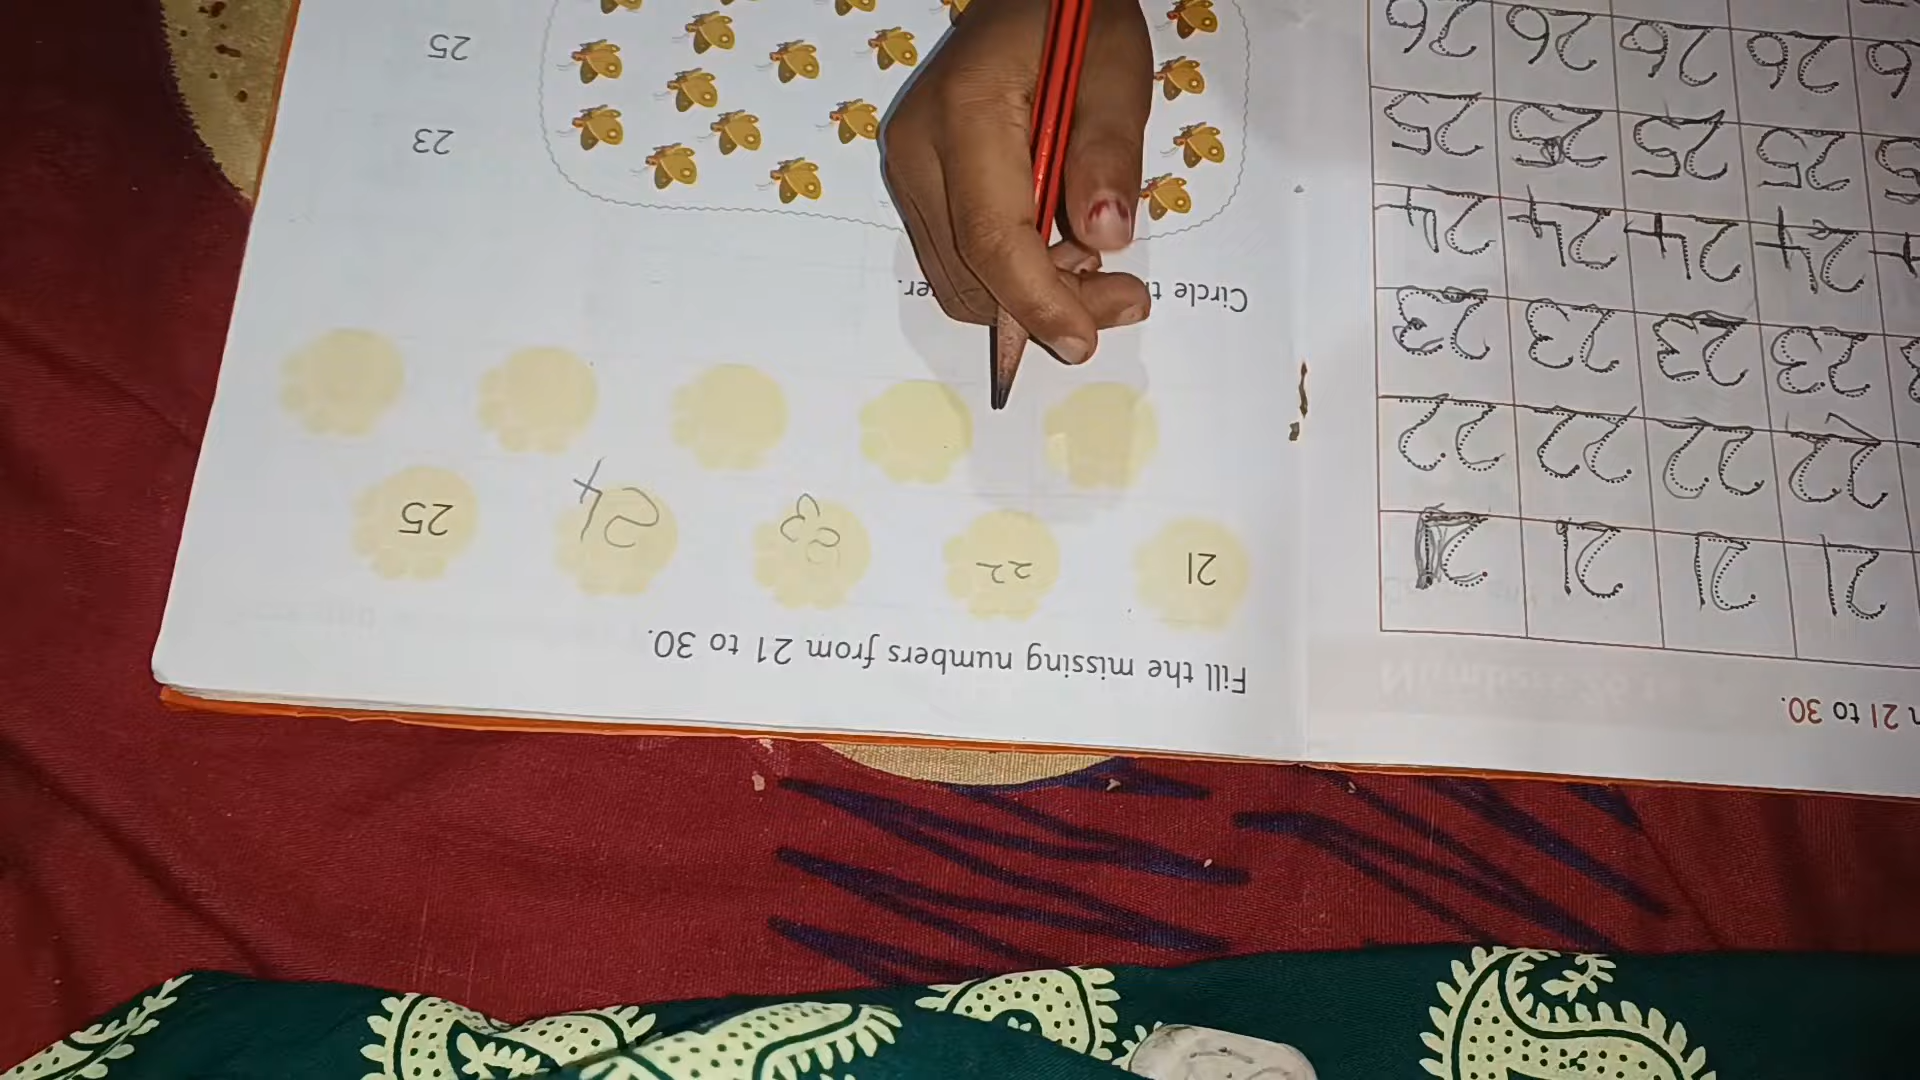 n 21 to 30.
21 21 21 21
22 22 22 22
23 23 23 23
24 24 24 24
25 25 25 25
6 26 26 26 26
Fill the missing numbers from 21 to 30.
21 22 23 24 25
Circle t er.
23
25